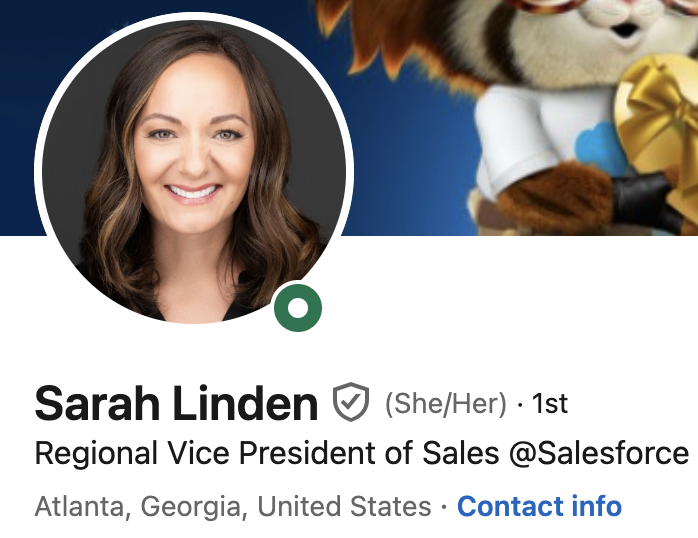 Sarah Linden (She/Her) · 1st
Regional Vice President of Sales @Salesforce
Atlanta, Georgia, United States · Contact info